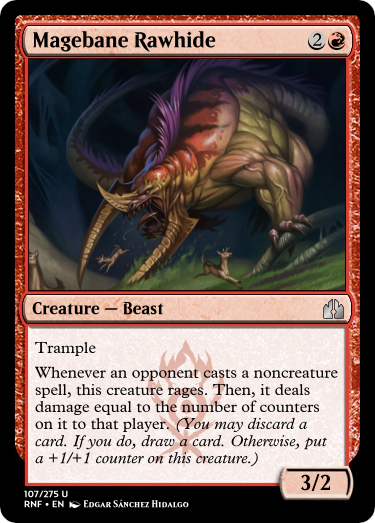 Magebane Rawhide 2
Creature — Beast
Trample
Whenever an opponent casts a noncreature
spell, this creature rages. Then, it deals
damage equal to the number of counters
on it to that player. (You may discard a
card. If you do, draw a card. Otherwise, put
a +1/+1 counter on this creature.)
3/2
107/275 U
RNF • EN Edgar Sánchez Hidalgo